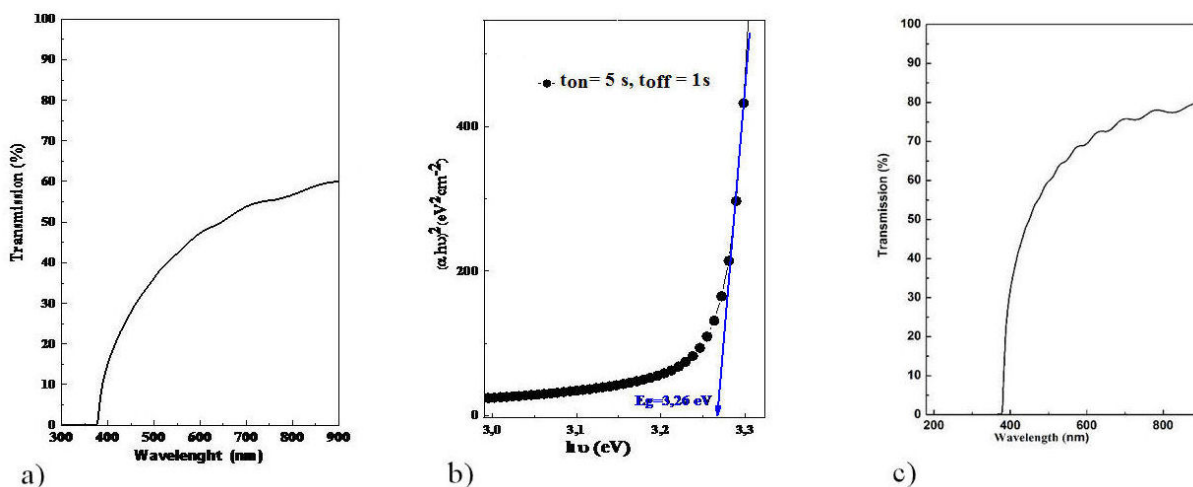 100
90
80
70
60
50
40
30
20
10
0
300 400 500 600 700 800 900
Transmission (%)
Wavelenght (nm)
a)
400
200
0
3,0 3,1 3,2 3,3
(α hυ)² (eV²cm⁻²)
ton= 5 s, toff = 1s
Eg=3,26 eV
hυ (eV)
b)
100
90
80
70
60
50
40
30
20
10
0
200 400 600 800
Transmission (%)
Wavelength (nm)
c)